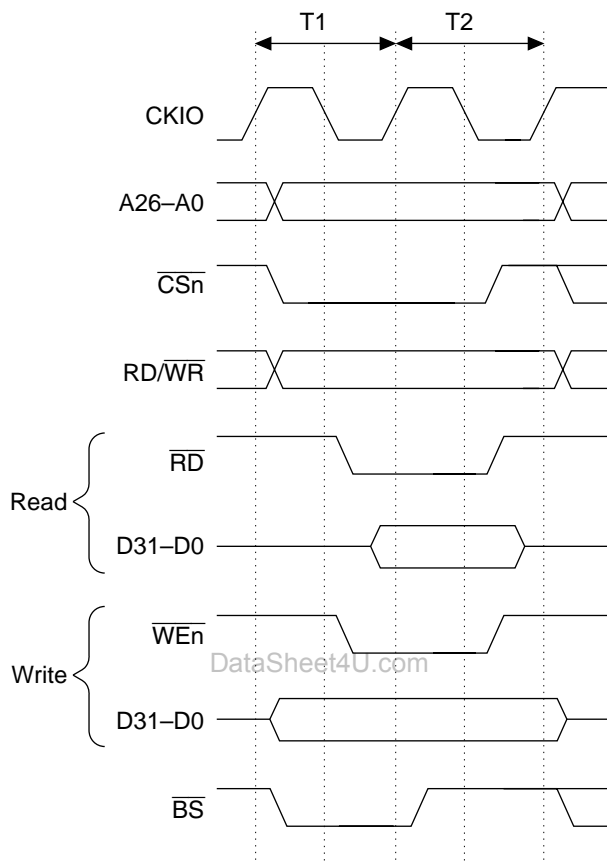 T1 T2
CKIO
A26–A0
CSn
RD/WR
RD
Read
D31–D0
WEn
DataSheet4U.com
Write
D31–D0
BS